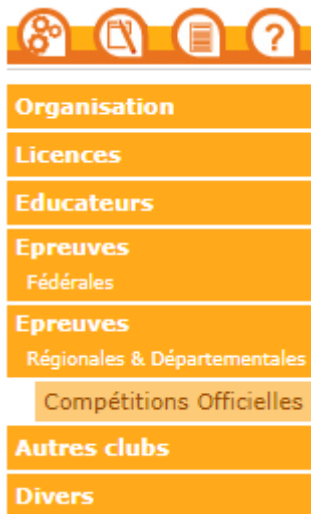 ?
Organisation
Licences
Educateurs
Epreuves
Fédérales
Epreuves
Régionales & Départementales
Compétitions Officielles
Autres clubs
Divers